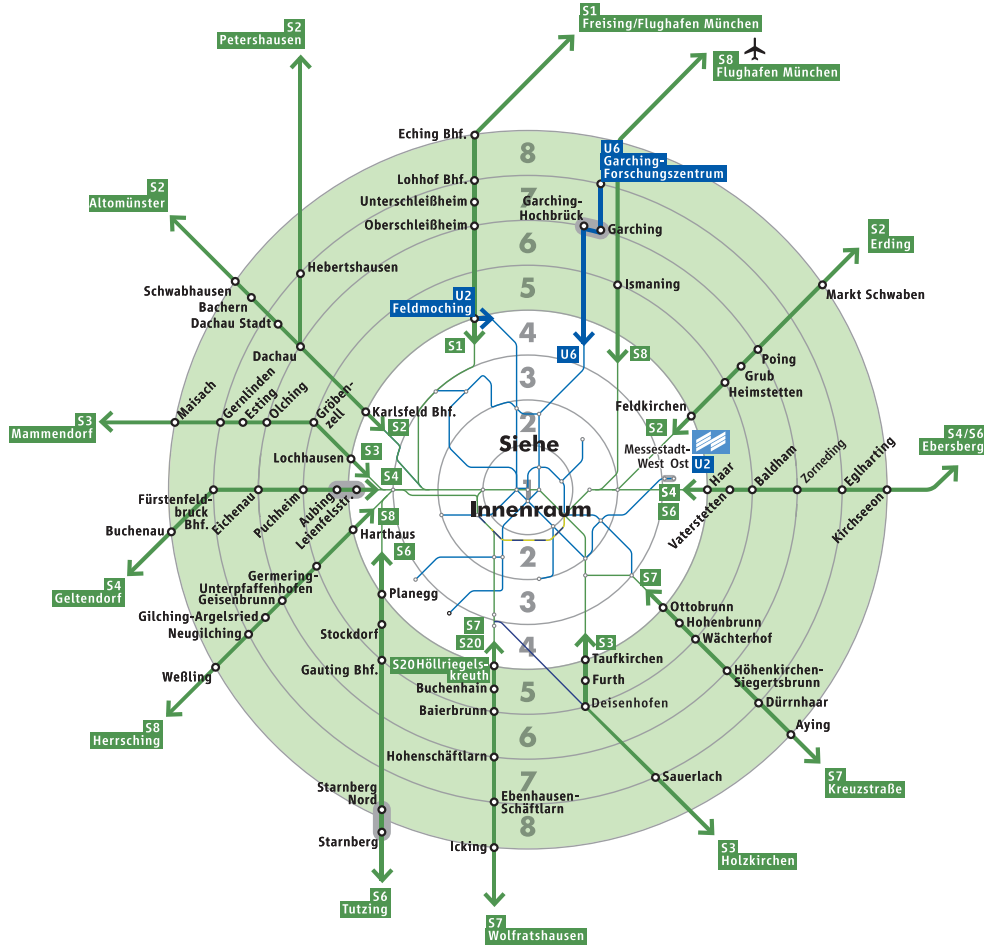 S1
Freising/Flughafen München
S2
Petershausen
S8
Flughafen München
Eching Bhf.
8
U6
Garching-
Forschungszentrum
Lohhof Bhf.
7
Unterschleißheim
Garching-
Hochbrück
Oberschleißheim
Garching
S2
Altomünster
6
S2
Erding
Hebertshausen
Schwabhausen
Bachern
Dachau Stadt
5
Ismaning
Markt Schwaben
U2
Feldmoching
4
Dachau
S1
U6
S8
Poing
Grub
Heimstetten
3
Maisach
Gernlinden
Esting
Olching
Gröben-
zell
Karlsfeld Bhf.
S2
2
Feldkirchen
S2
S3
Mammendorf
Siehe
Messestadt-
West Ost
U2
S4/S6
Ebersberg
Lochhausen
S3
S4
1
S4
S6
Haar
Vaterstetten
Baldham
Zorneding
Eglharting
Kirchseeon
Fürstenfeld-
bruck
Bhf.
Eichenau
Puchheim
Aubing
Leienfelsstr.
Innenraum
S8
Harthaus
Buchenau
S6
2
S4
Geltendorf
Germering-
Unterpfaffenhofen
Geisenbrunn
Gilching-Argelsried
Neugilching
Planegg
3
S7
Ottobrunn
Hohenbrunn
Wächterhof
Stockdorf
S7
S20
4
S3
Weßling
Gauting Bhf.
S20 Höllriegels-
kreuth
Taufkirchen
Buchenhain
5
Furth
Höhenkirchen-
Siegertsbrunn
Baierbrunn
Deisenhofen
Dürrnhaar
S8
Herrsching
6
Aying
Hohenschäftlarn
7
Sauerlach
S7
Kreuzstraße
Starnberg
Nord
Ebenhausen-
Schäftlarn
8
Starnberg
Icking
S3
Holzkirchen
S6
Tutzing
S7
Wolfratshausen